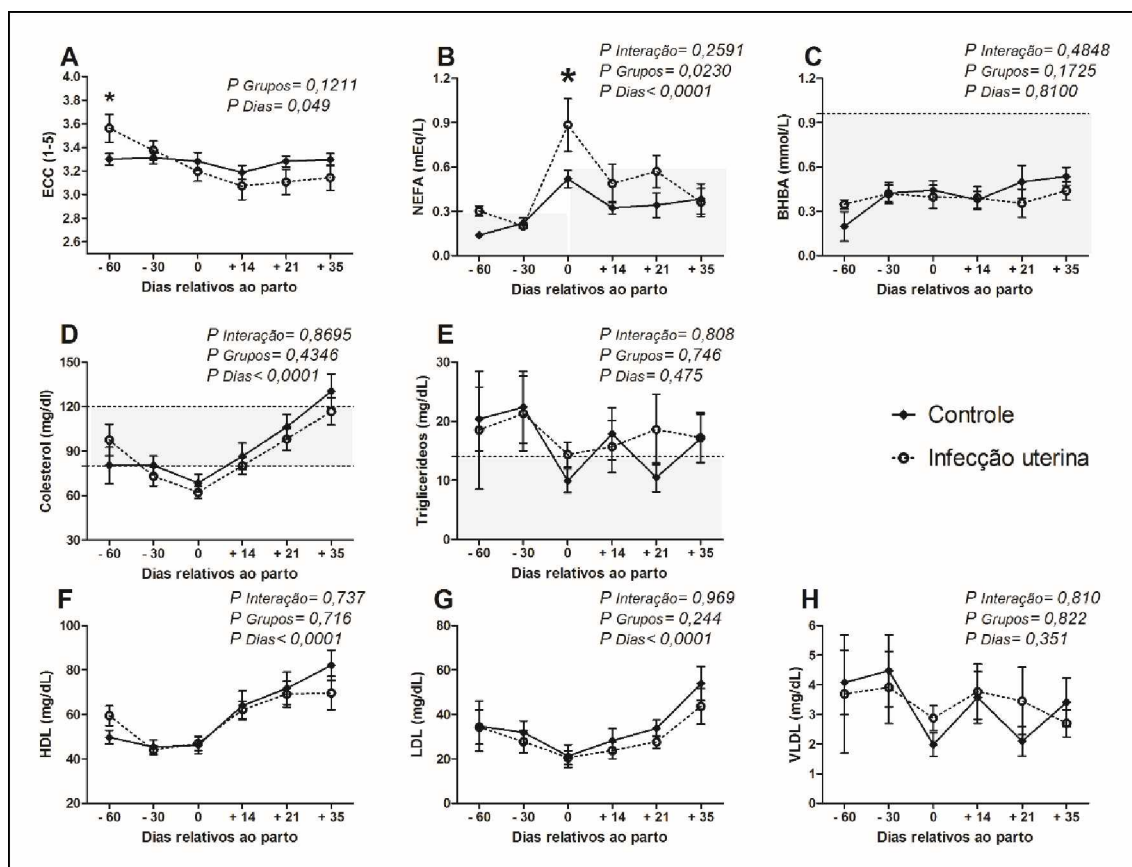 A
P Grupos= 0,1211
P Dias= 0,049
*
4.0
3.8
3.6
3.4
3.2
3.0
2.8
2.6
ECC (1-5)
- 60
- 30
0
+ 14
+ 21
+ 35
Dias relativos ao parto
B
P Interação= 0,2591
P Grupos= 0,0230
P Dias< 0,0001
*
1.2
0.9
0.6
0.3
0.0
NEFA (mEq/L)
- 60
- 30
0
+ 14
+ 21
+ 35
Dias relativos ao parto
C
P Interação= 0,4848
P Grupos= 0,1725
P Dias= 0,8100
1.2
0.9
0.6
0.3
0.0
BHBA (mmol/L)
- 60
- 30
0
+ 14
+ 21
+ 35
Dias relativos ao parto
D
P Interação= 0,8695
P Grupos= 0,4346
P Dias< 0,0001
150
120
90
60
30
Colesterol (mg/dl)
- 60
- 30
0
+ 14
+ 21
+ 35
Dias relativos ao parto
E
P Interação= 0,808
P Grupos= 0,746
P Dias= 0,475
30
20
10
0
Triglicerídeos (mg/dL)
- 60
- 30
0
+ 14
+ 21
+ 35
Dias relativos ao parto
Controle
Infecção uterina
F
P Interação= 0,737
P Grupos= 0,716
P Dias< 0,0001
100
80
60
40
20
HDL (mg/dL)
- 60
- 30
0
+ 14
+ 21
+ 35
Dias relativos ao parto
G
P Interação= 0,969
P Grupos= 0,244
P Dias< 0,0001
80
60
40
20
0
LDL (mg/dL)
- 60
- 30
0
+ 14
+ 21
+ 35
Dias relativos ao parto
H
P Interação= 0,810
P Grupos= 0,822
P Dias= 0,351
6
5
4
3
2
1
0
VLDL (mg/dL)
- 60
- 30
0
+ 14
+ 21
+ 35
Dias relativos ao parto